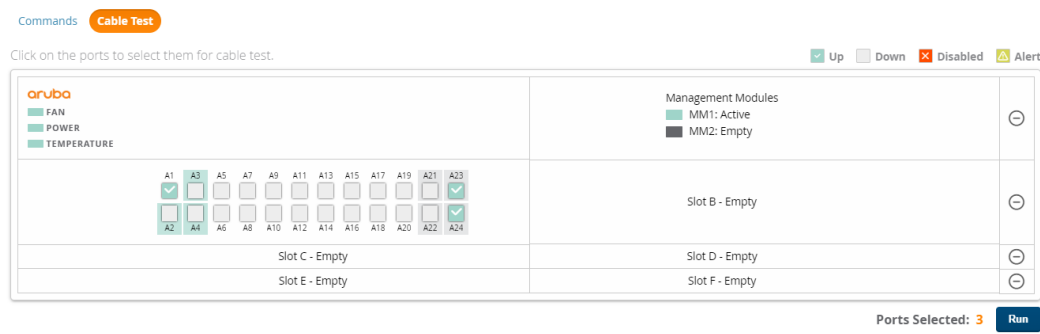 Commands Cable Test
Click on the ports to select them for cable test.
Up Down Disabled Alert
aruba
FAN
POWER
TEMPERATURE
Management Modules
MM1: Active
MM2: Empty
A1 A3 A5 A7 A9 A11 A13 A15 A17 A19 A21 A23
A2 A4 A6 A8 A10 A12 A14 A16 A18 A20 A22 A24
Slot B - Empty
Slot C - Empty Slot D - Empty
Slot E - Empty Slot F - Empty
Ports Selected: 3 Run